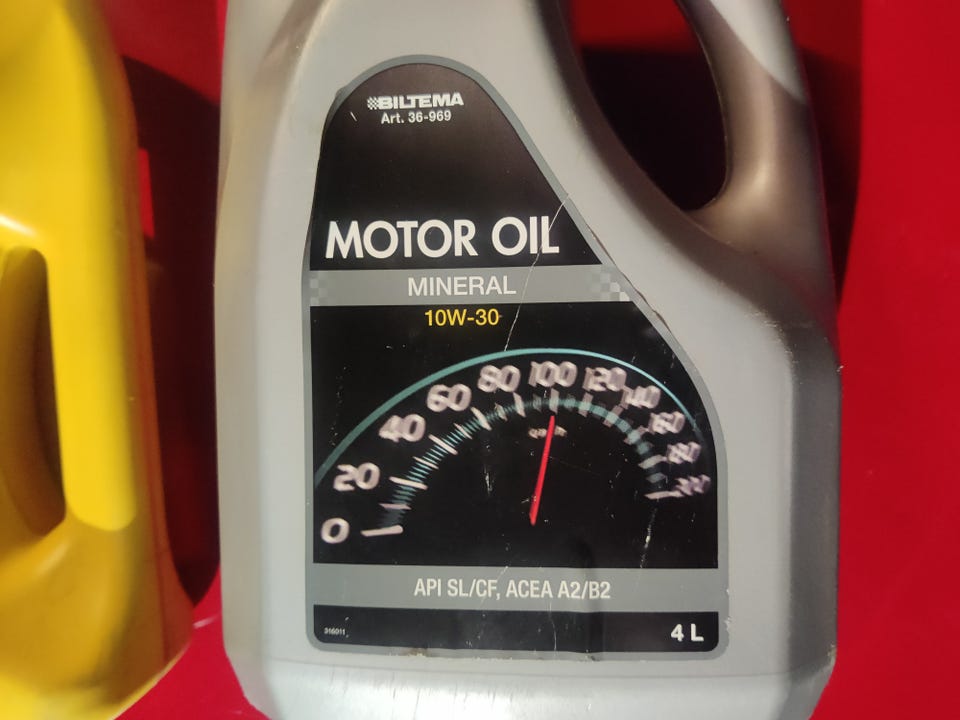 BILTEMA
Art. 36-969
MOTOR OIL
MINERAL
10W-30
0
20
40
60
80
100
120
140
160
180
200
API SL/CF, ACEA A2/B2
316011
4 L